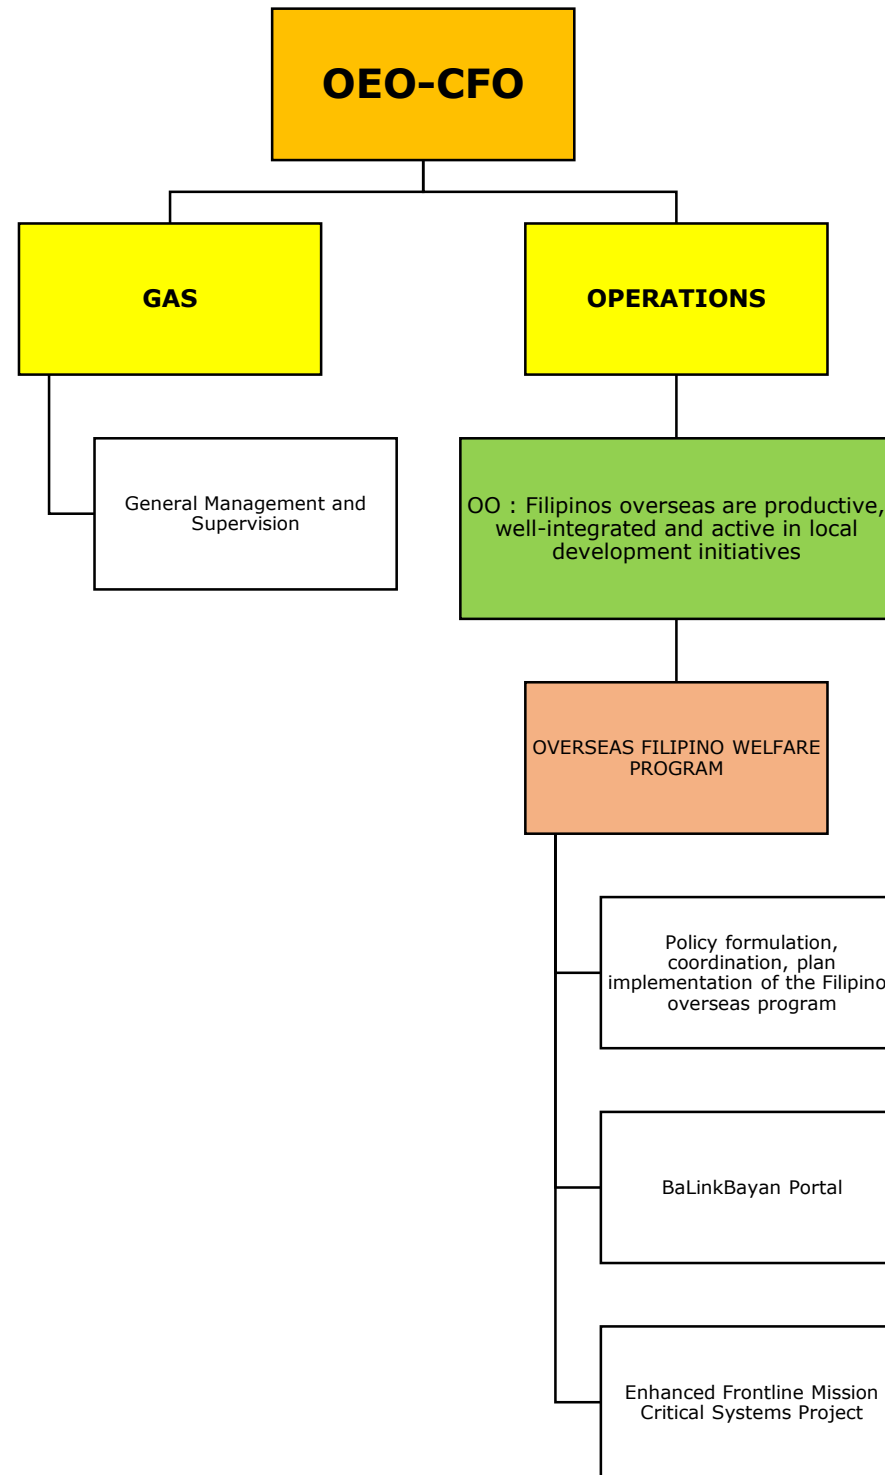 OEO-CFO
GAS
OPERATIONS
General Management and
Supervision
OO : Filipinos overseas are productive,
well-integrated and active in local
development initiatives
OVERSEAS FILIPINO WELFARE
PROGRAM
Policy formulation,
coordination, plan
implementation of the Filipino
overseas program
BaLinkBayan Portal
Enhanced Frontline Mission
Critical Systems Project